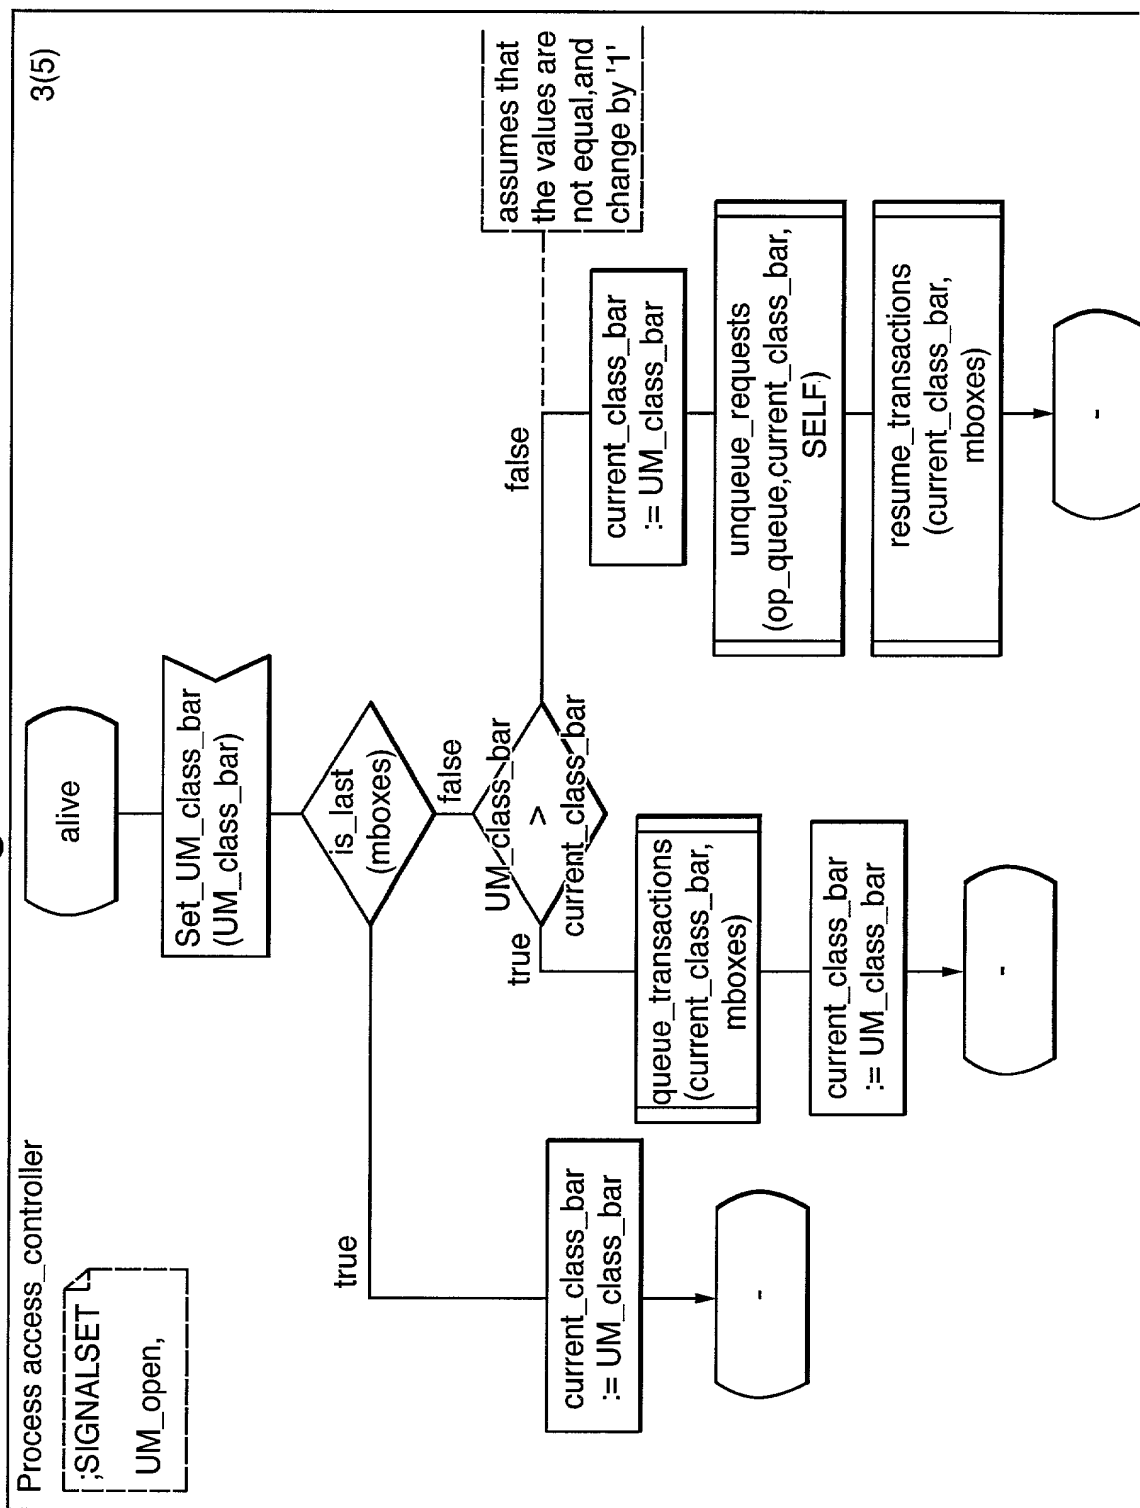 Process access_controller
3(5)
;SIGNALSET
UM_open,
alive
Set_UM_class_bar
(UM_class_bar)
is_last
(mboxes)
true
false
current_class_bar
:= UM_class_bar
-
UM_class_bar
>
current_class_bar
true
false
queue_transactions
(current_class_bar,
mboxes)
current_class_bar
:= UM_class_bar
-
assumes that
the values are
not equal,and
change by '1'
current_class_bar
:= UM_class_bar
unqueue_requests
(op_queue,current_class_bar,
SELF)
resume_transactions
(current_class_bar,
mboxes)
-